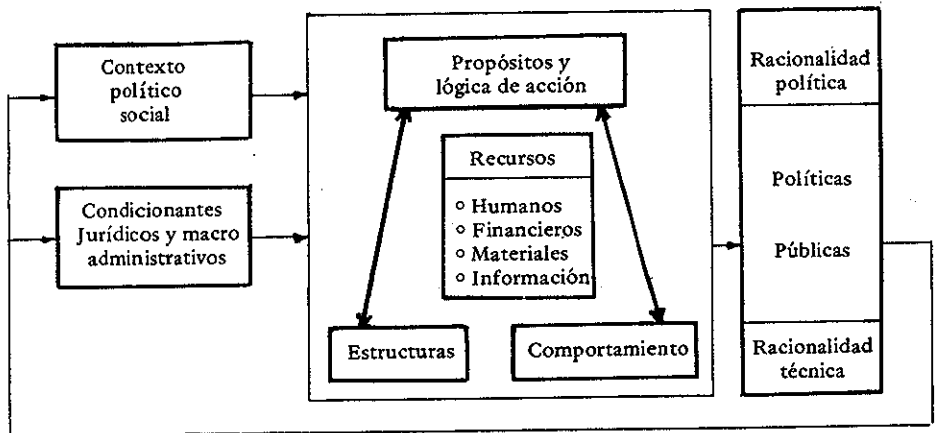 Contexto
político
social
Condicionantes
Jurídicos y macro
administrativos
Propósitos y
lógica de acción
Recursos
○ Humanos
○ Financieros
○ Materiales
○ Información
Estructuras
Comportamiento
Racionalidad
política
Políticas
Públicas
Racionalidad
técnica